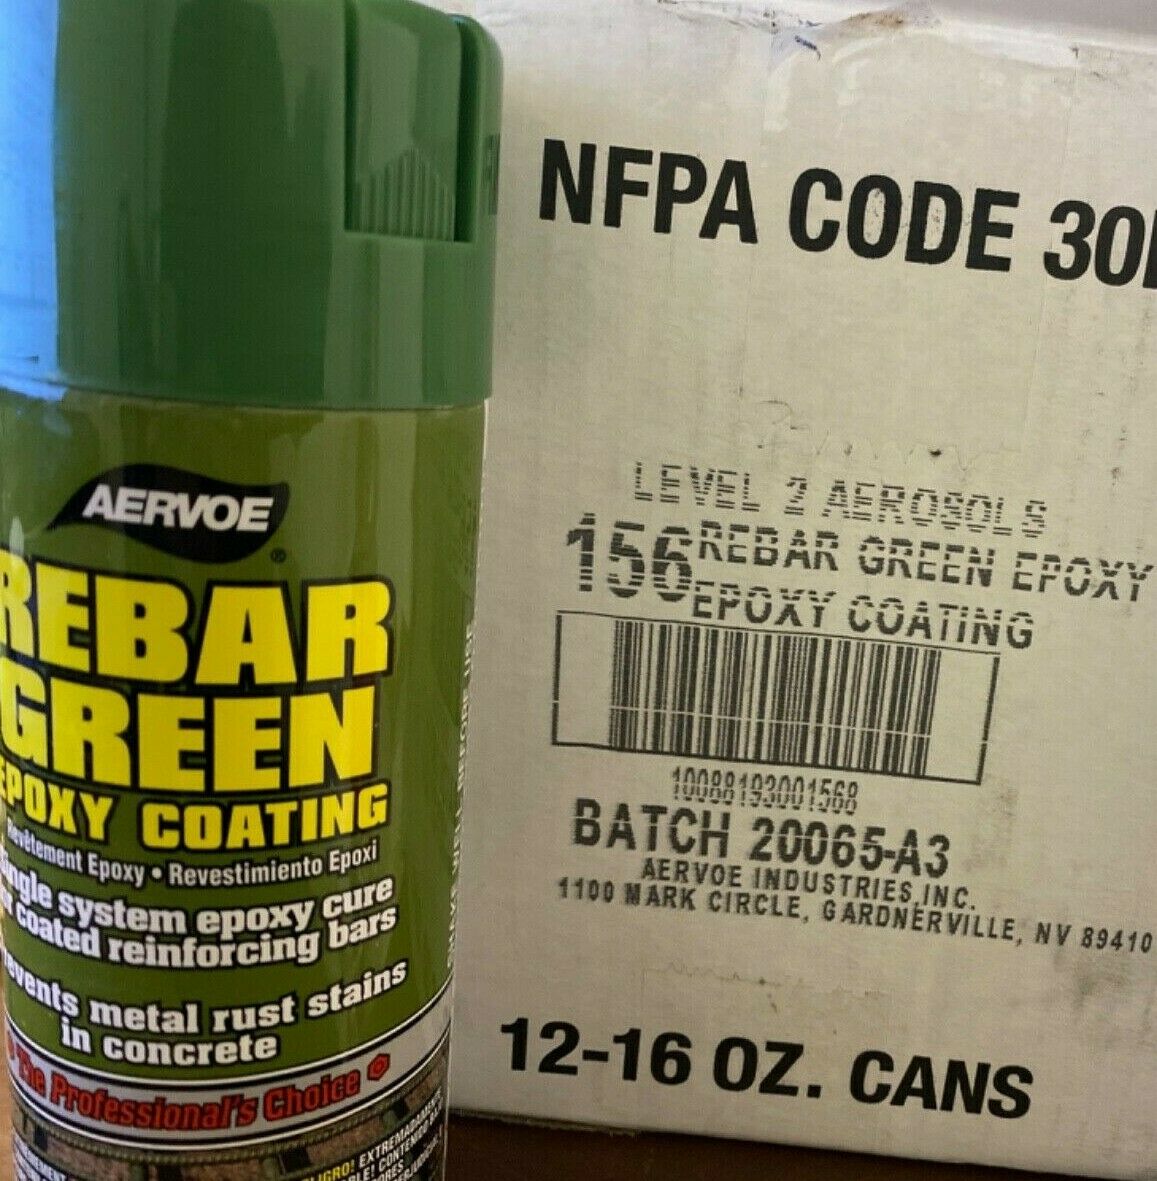 AERVOE
®
REBAR
GREEN
EPOXY COATING
Revêtement Epoxy • Revestimiento Epoxi
system epoxy cure
coated reinforcing bars
metal rust stains
in concrete
The Professional's Choice
EXTREMADAMENTE
NFPA CODE
LEVEL 2 AEROSOLS
156 REBAR GREEN EPOXY
EPOXY COATING
10088193001568
BATCH 20065-A3
AERVOE INDUSTRIES,INC.
1100 MARK CIRCLE, GARDNERVILLE, NV 89410
12-16 OZ. CANS